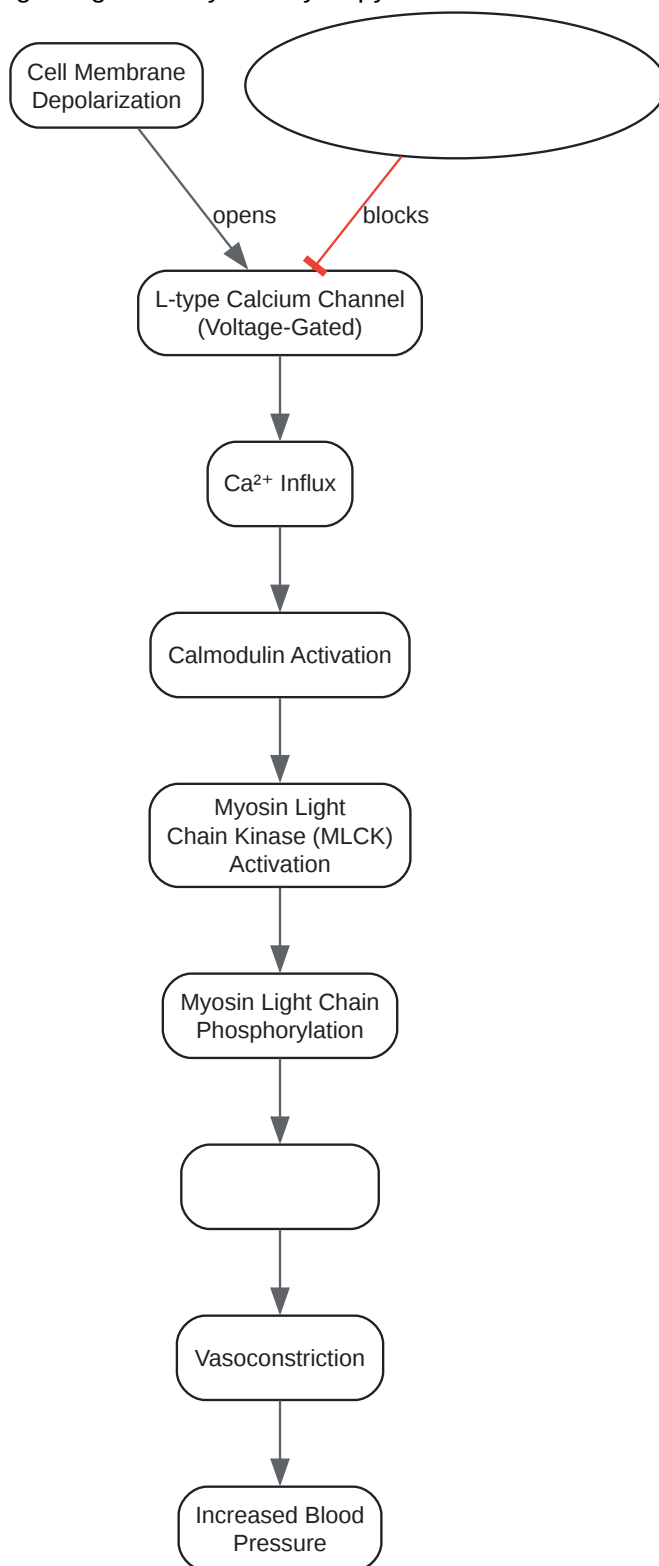 Cell Membrane
Depolarization
opens
blocks
L-type Calcium Channel
(Voltage-Gated)
Ca²⁺ Influx
Calmodulin Activation
Myosin Light
Chain Kinase (MLCK)
Activation
Myosin Light Chain
Phosphorylation
Vasoconstriction
Increased Blood
Pressure